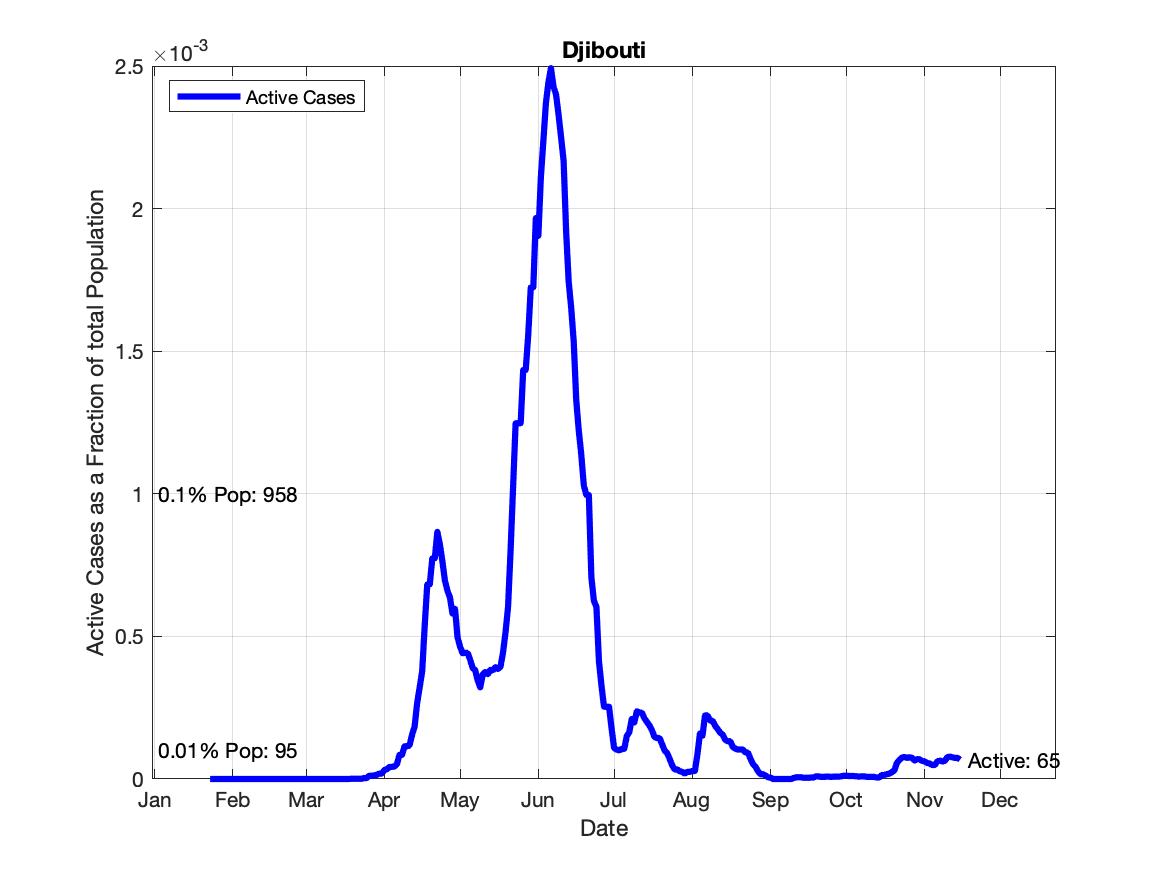 Djibouti
×10-3
Active Cases
2.5
2
1.5
1
0.5
0
Active Cases as a Fraction of total Population
0.1% Pop: 958
0.01% Pop: 95
Active: 65
Jan Feb Mar Apr May Jun Jul Aug Sep Oct Nov Dec
Date